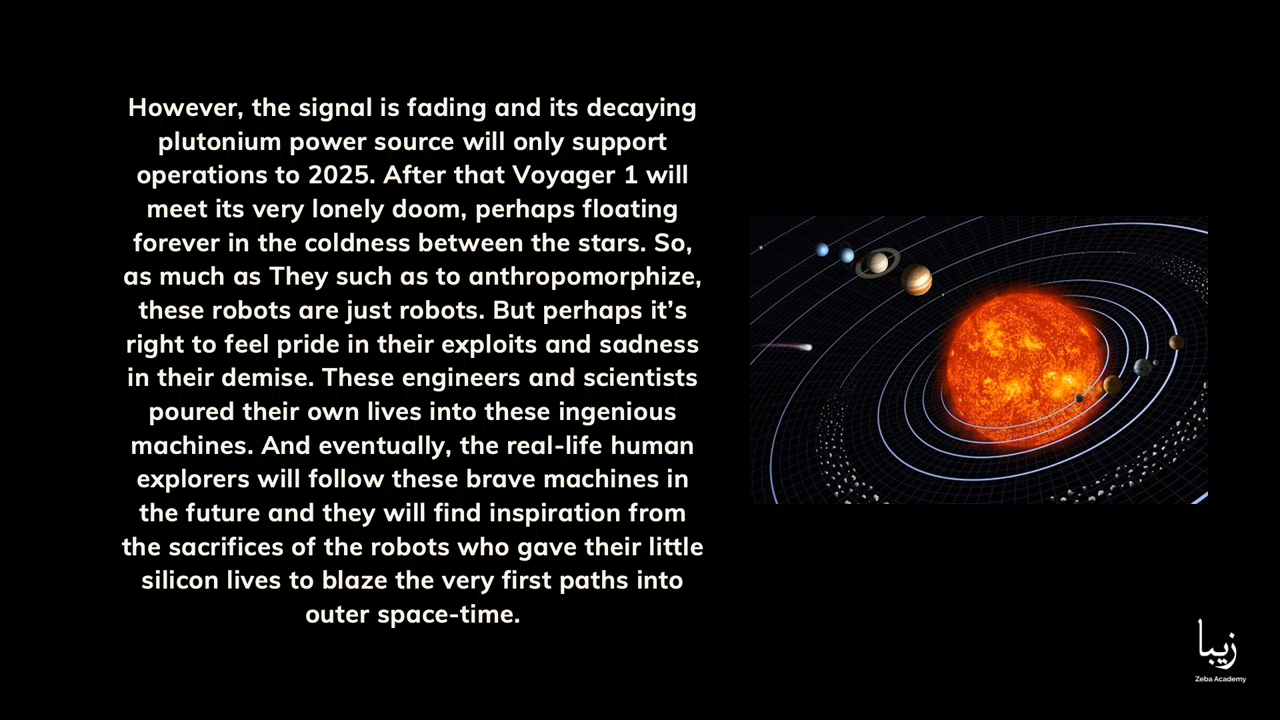 However, the signal is fading and its decaying
plutonium power source will only support
operations to 2025. After that Voyager 1 will
meet its very lonely doom, perhaps floating
forever in the coldness between the stars. So,
as much as They such as to anthropomorphize,
these robots are just robots. But perhaps it’s
right to feel pride in their exploits and sadness
in their demise. These engineers and scientists
poured their own lives into these ingenious
machines. And eventually, the real-life human
explorers will follow these brave machines in
the future and they will find inspiration from
the sacrifices of the robots who gave their little
silicon lives to blaze the very first paths into
outer space-time.
زیبا
Zeba Academy